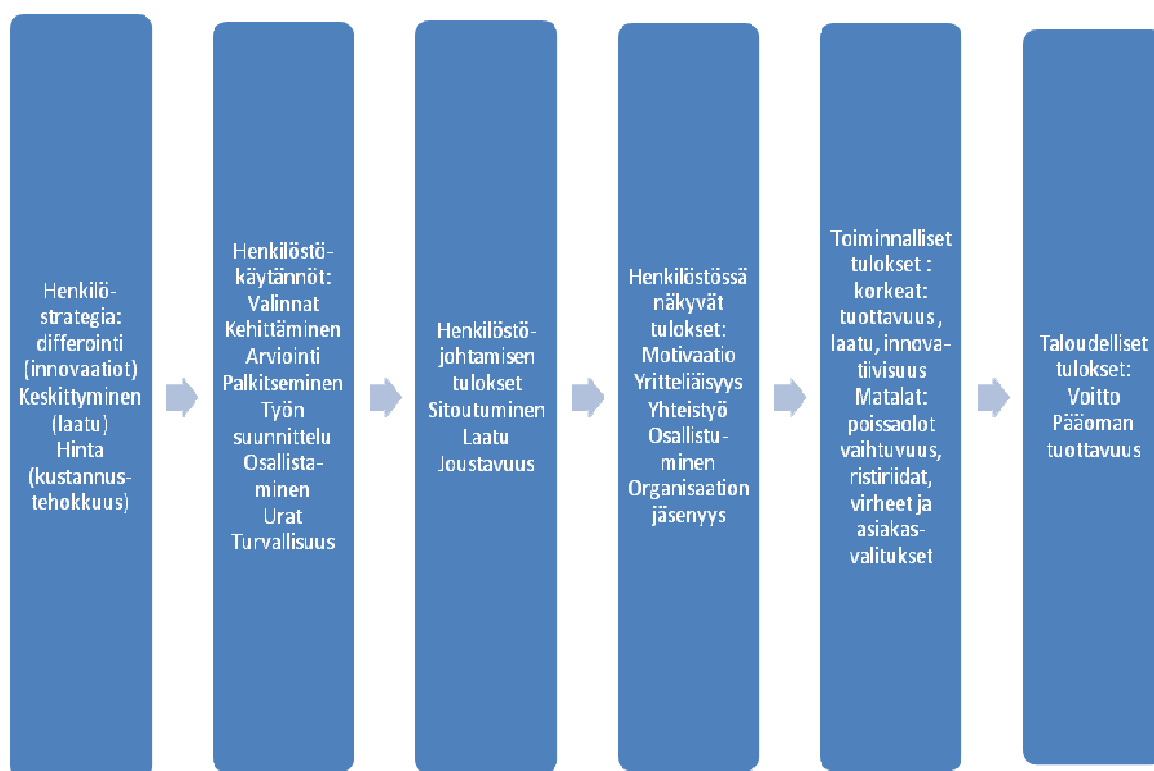 Henkilö-
strategia:
differointi
(innovaatiot)
Keskittyminen
(laatu)
Hinta
(kustannus-
tehokkuus)
Henkilöstö-
käytännöt:
Valinnat
Kehittäminen
Arviointi
Palkitseminen
Työn
suunnittelu
Osallista-
minen
Urat
Turvallisuus
Henkilöstö-
johtamisen
tulokset
Sitoutuminen
Laatu
Joustavuus
Henkilöstössä
näkyvät
tulokset:
Motivaatio
Yritteliäisyys
Yhteistyö
Osallistu-
minen
Organisaation
jäsenyys
Toiminnalliset
tulokset :
korkeat:
tuottavuus ,
laatu, innova-
tiivisuus
Matalat:
poissaolot
vaihtuvuus,
ristiriidat,
virheet ja
asiakas-
valitukset
Taloudelliset
tulokset:
Voitto
Pääoman
tuottavuus